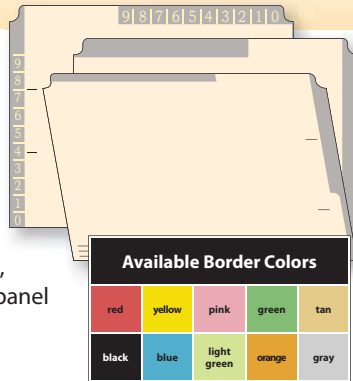 9 8 7 6 5 4 3 2 1 0
9
8
7
6
5
4
3
2
1
0
,
panel
Available Border Colors
red yellow pink green tan
black blue light green orange gray